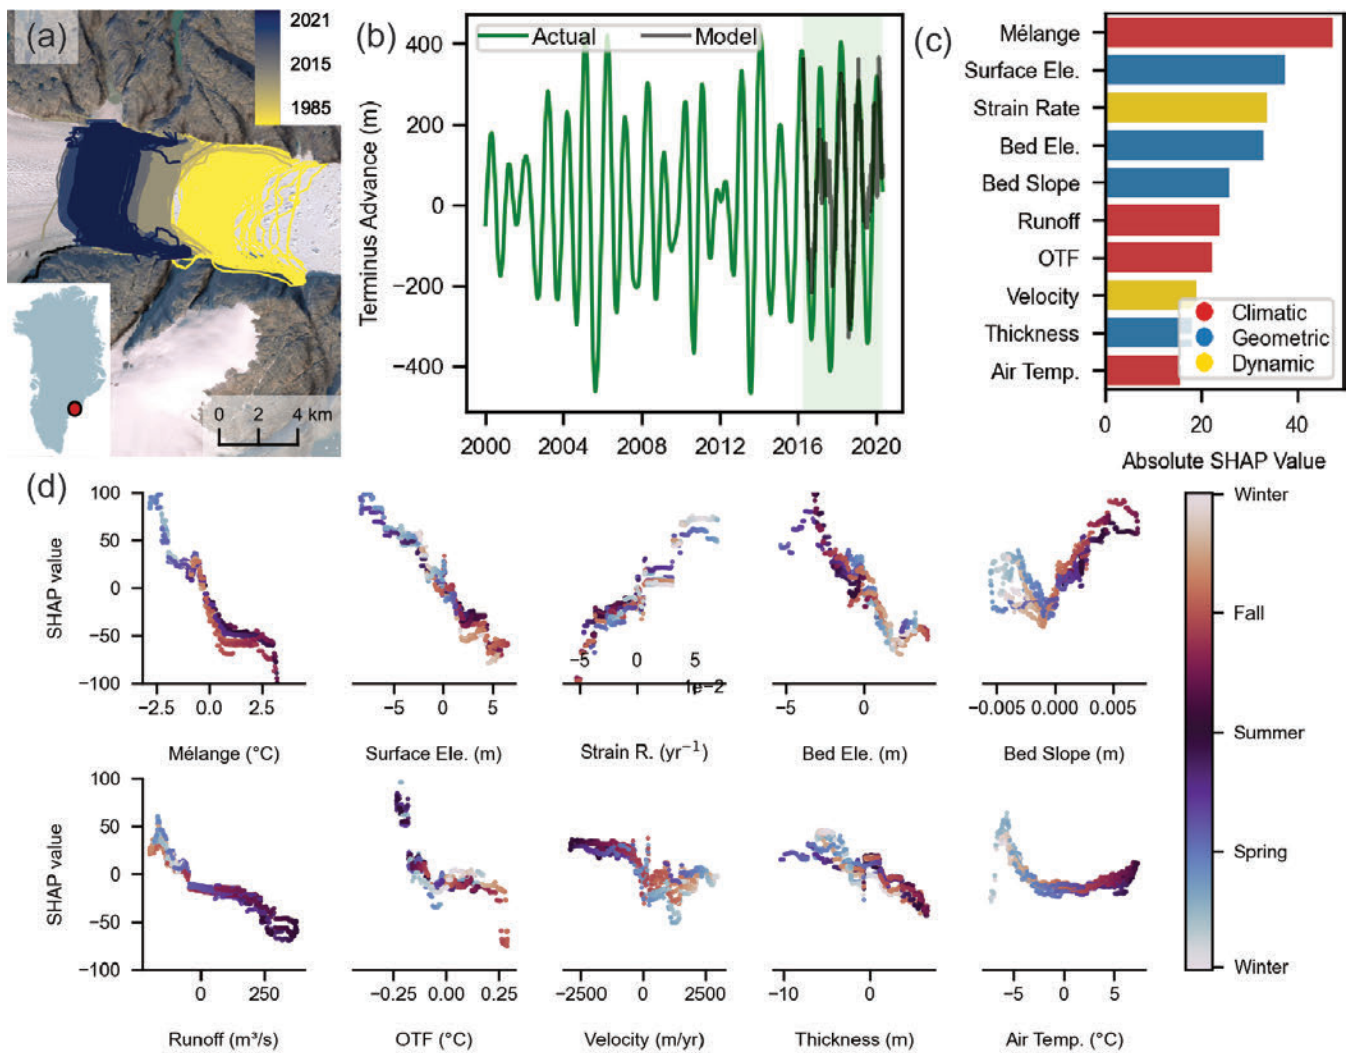 (a)
2021
2015
1985
0 2 4 km
(b)
Actual
Model
Terminus Advance (m)
400
200
0
−200
−400
2000 2004 2008 2012 2016 2020
(c)
Mélange
Surface Ele.
Strain Rate
Bed Ele.
Bed Slope
Runoff
OTF
Velocity
Thickness
Air Temp.
Climatic
Geometric
Dynamic
0 20 40
Absolute SHAP Value
(d)
SHAP value
100
50
0
−50
−100
−2.5 0.0 2.5
Mélange (°C)
−5 0 5
Surface Ele. (m)
−5 0 5
1e−2
0
Strain R. (yr⁻¹)
−5 0
Bed Ele. (m)
−0.005 0.000 0.005
Bed Slope (m)
SHAP value
100
50
0
−50
−100
0 250
Runoff (m³/s)
−0.25 0.00 0.25
OTF (°C)
−2500 0 2500
Velocity (m/yr)
−10 0
Thickness (m)
−5 0 5
Air Temp. (°C)
Winter
Fall
Summer
Spring
Winter